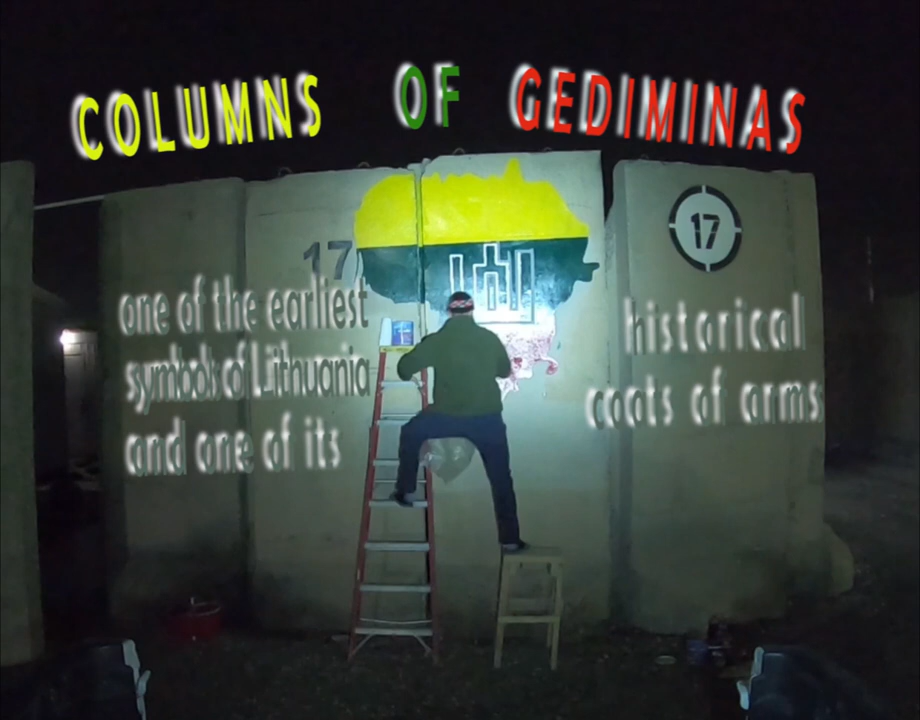 COLUMNS OF GEDIMINAS
17
17
one of the earliest
symbols of Lithuania
and one of its
historical
coats of arms